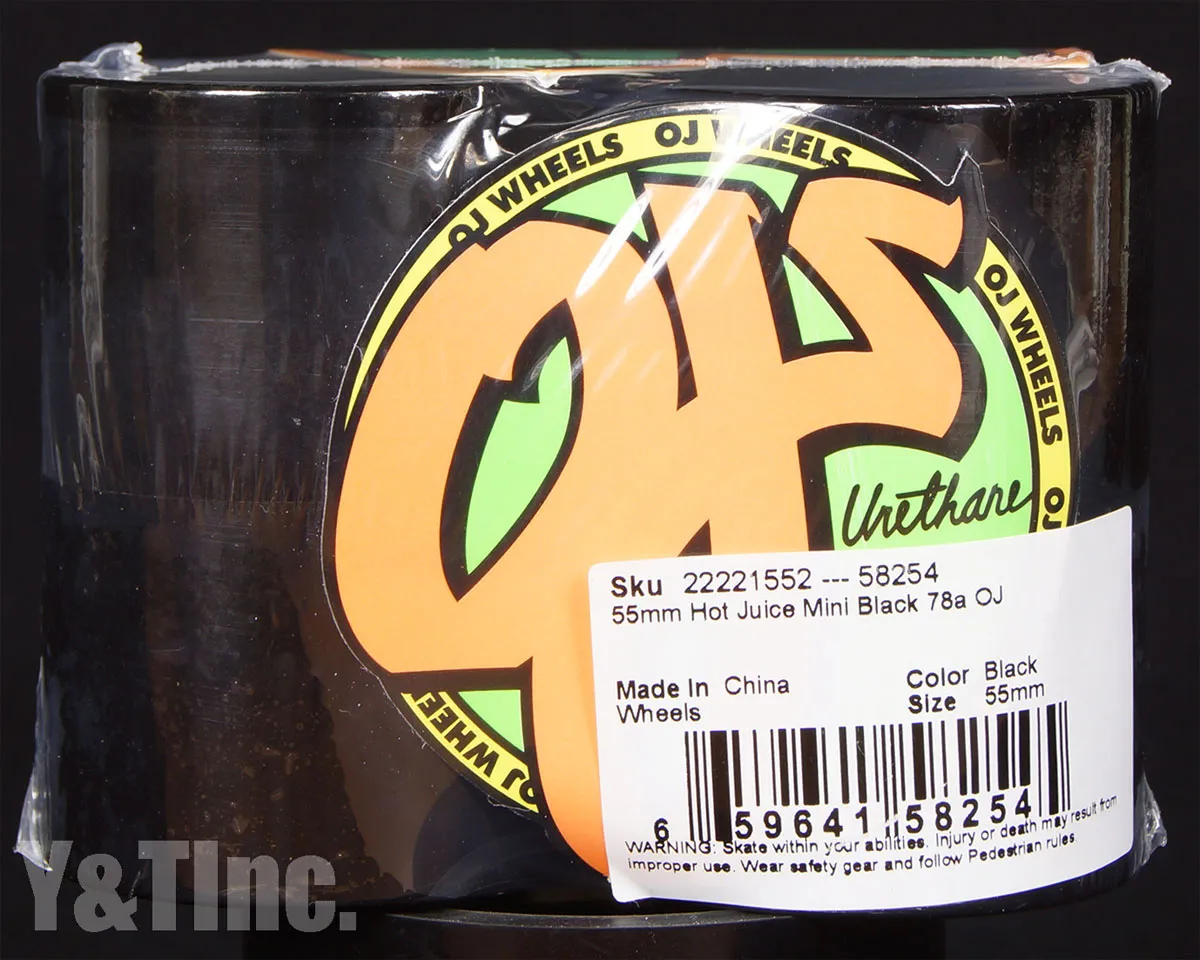 OJ WHEELS OJ WHEELS
OJ WHEELS
OJ
Urethane
OJ WHEE
Sku 22221552 --- 58254
55mm Hot Juice Mini Black 78a OJ
Made In China
Color Black
Wheels
Size 55mm
6 59641 58254
WARNING: Skate within your abilities. Injury or death may result from
improper use. Wear safety gear and follow Pedestrian rules
Y&TInc.